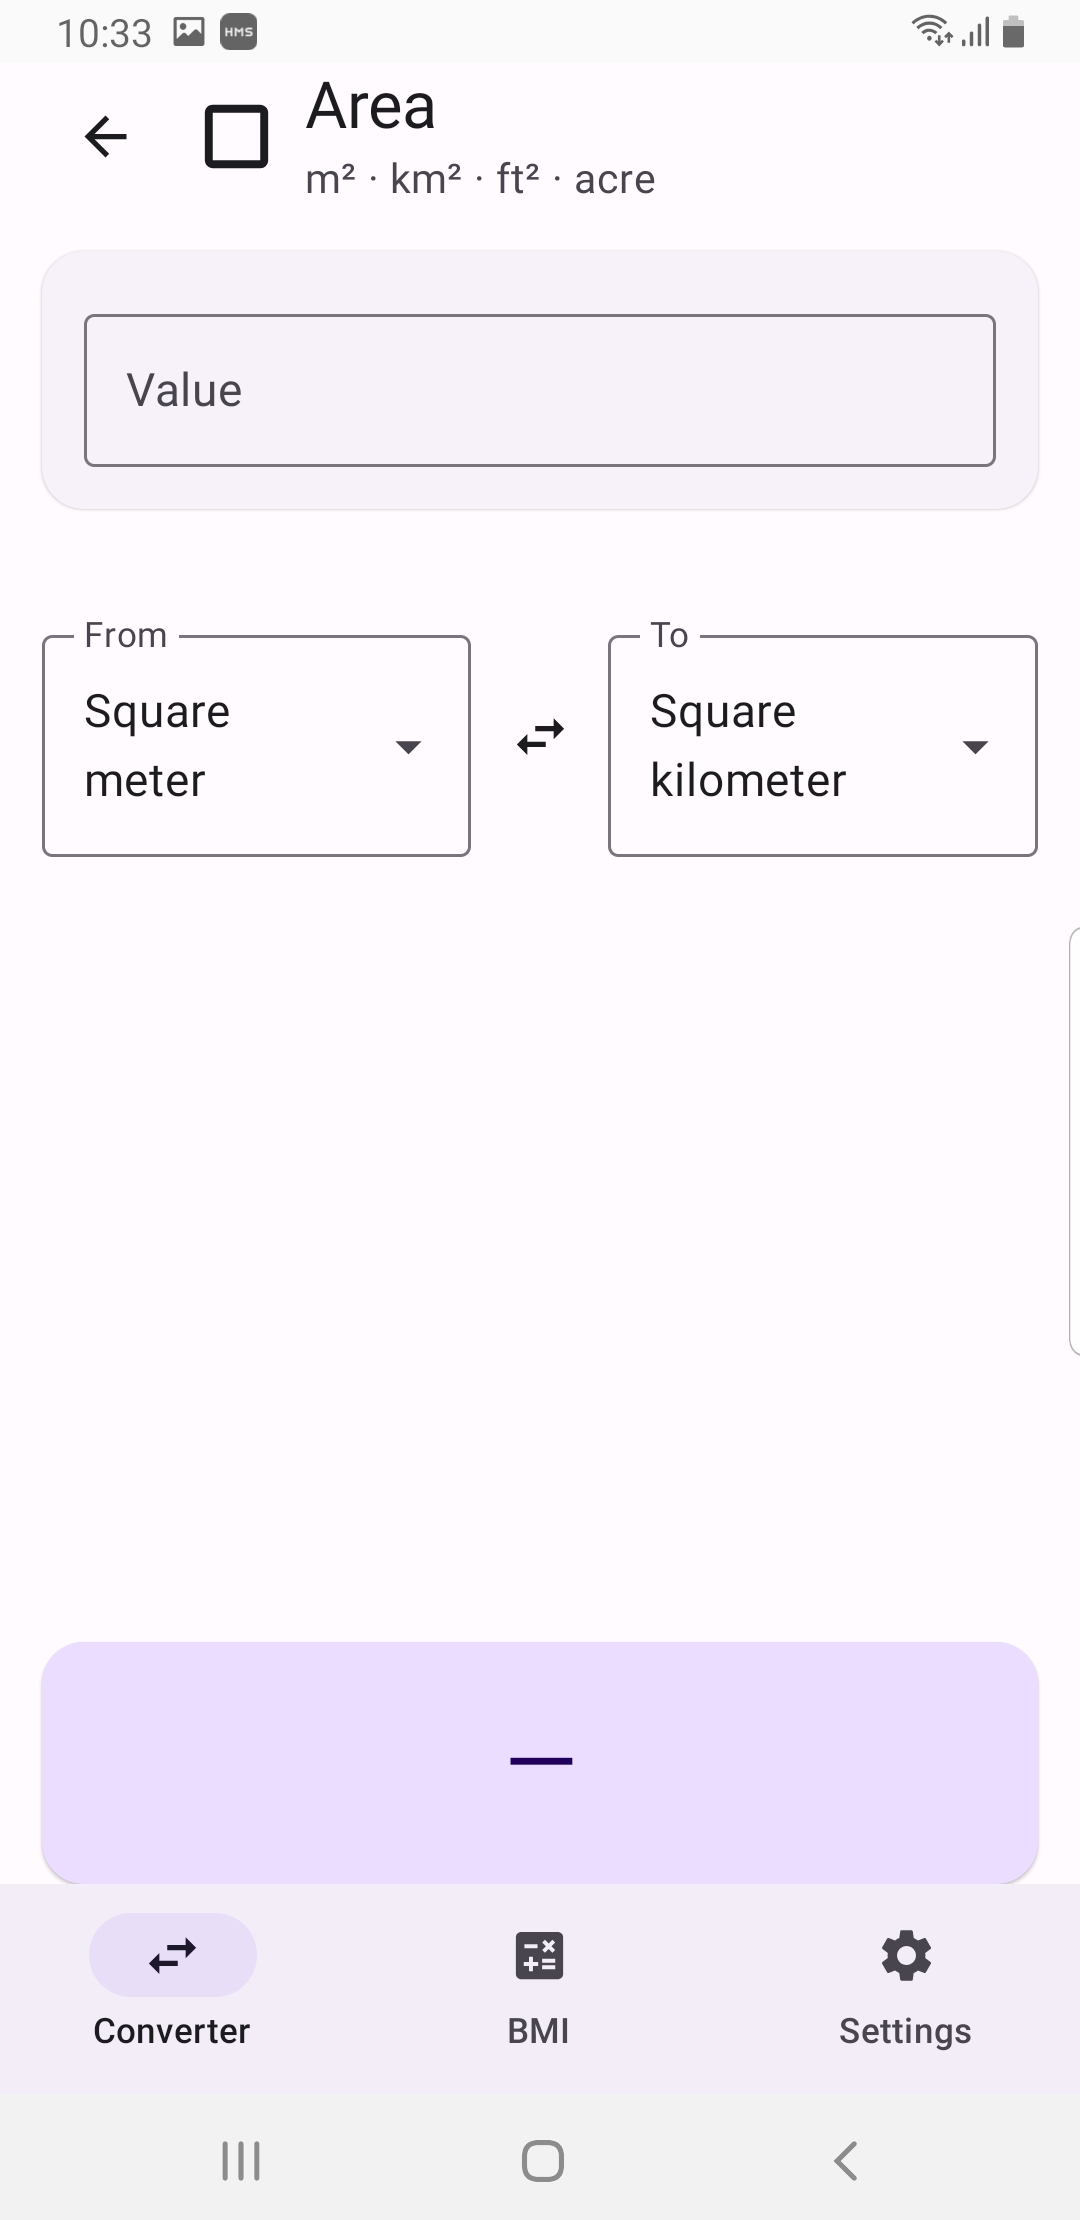 10:33 HMS
Area
m² · km² · ft² · acre
Value
From
Square
meter
To
Square
kilometer
—
Converter
BMI
Settings